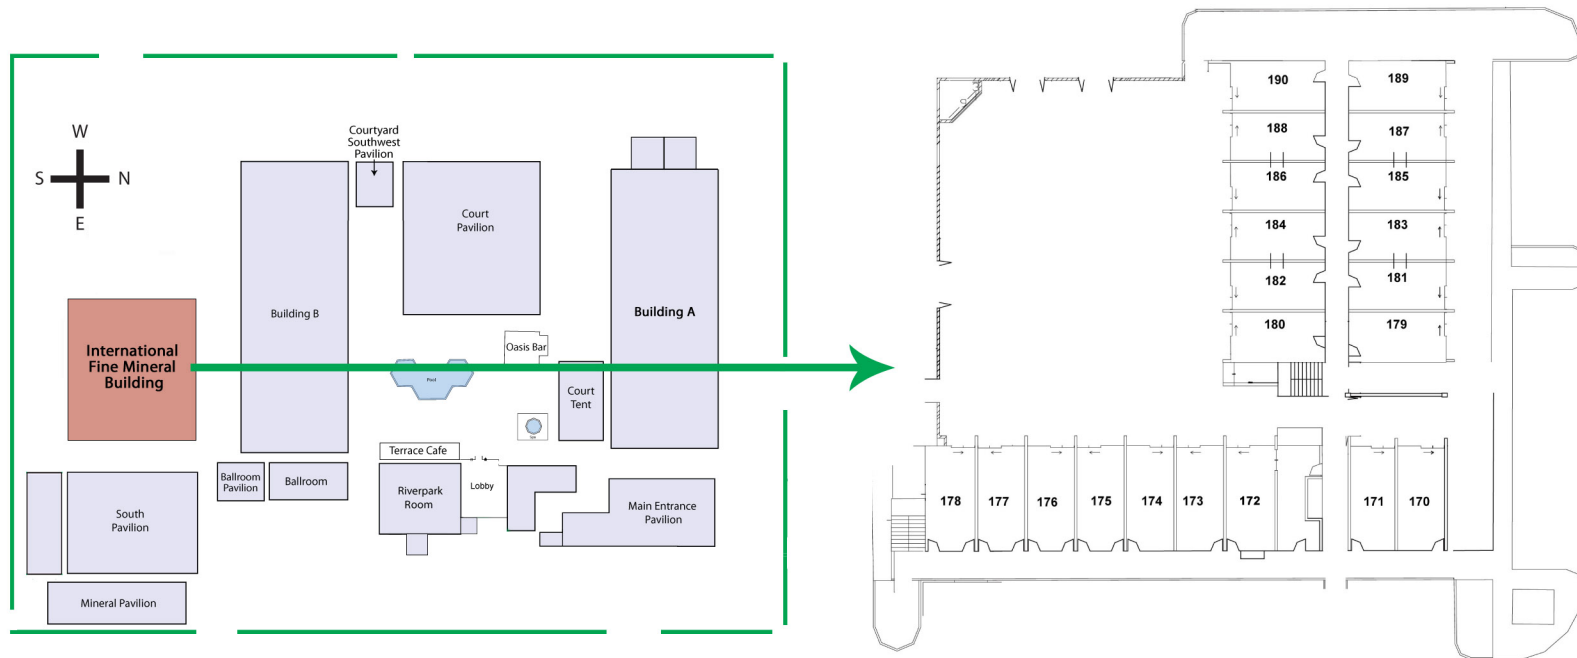 W
S
N
E
Courtyard
Southwest
Pavilion
Court
Pavilion
Building B
Building A
International
Fine Mineral
Building
Oasis Bar
Pool
Court
Tent
Spa
Terrace Cafe
Ballroom
Pavilion
Ballroom
Riverpark
Room
Lobby
South
Pavilion
Main Entrance
Pavilion
Mineral Pavilion
190
189
188
187
186
185
184
183
182
181
180
179
178
177
176
175
174
173
172
171
170